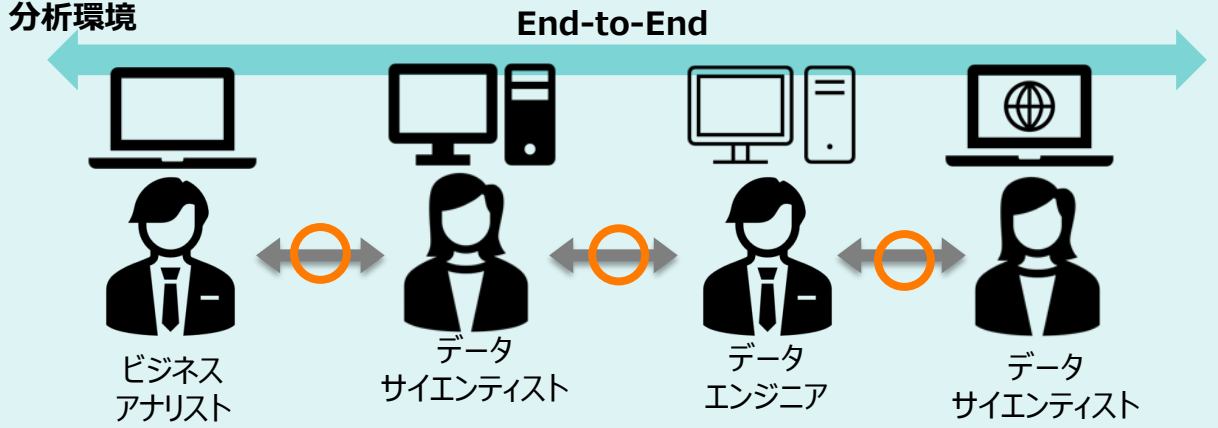 分析環境
End-to-End
ビジネス
アナリスト
データ
サイエンティスト
データ
エンジニア
データ
サイエンティスト